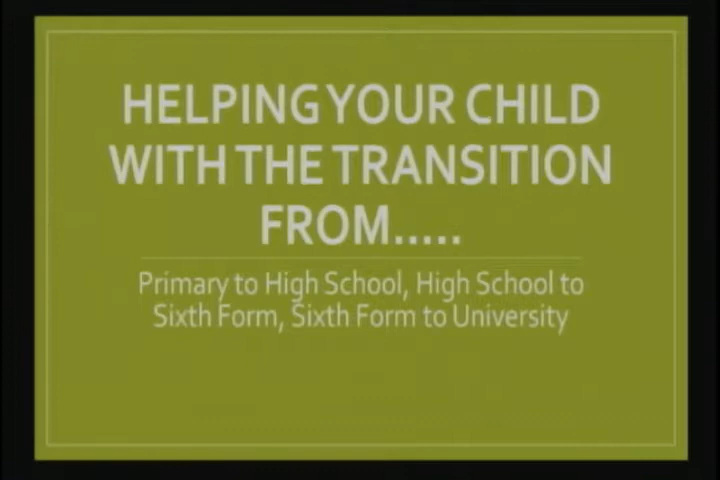 HELPING YOUR CHILD
WITH THE TRANSITION
FROM.....
Primary to High School, High School to
Sixth Form, Sixth Form to University